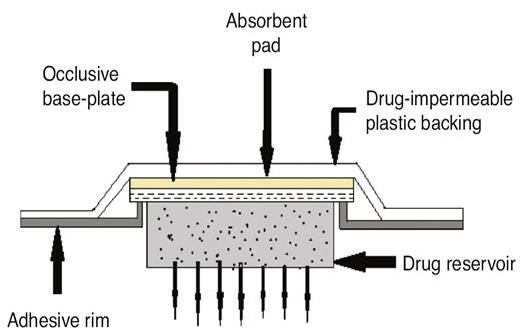 Absorbent
pad
Occlusive
base-plate
Drug-impermeable
plastic backing
Drug reservoir
Adhesive rim